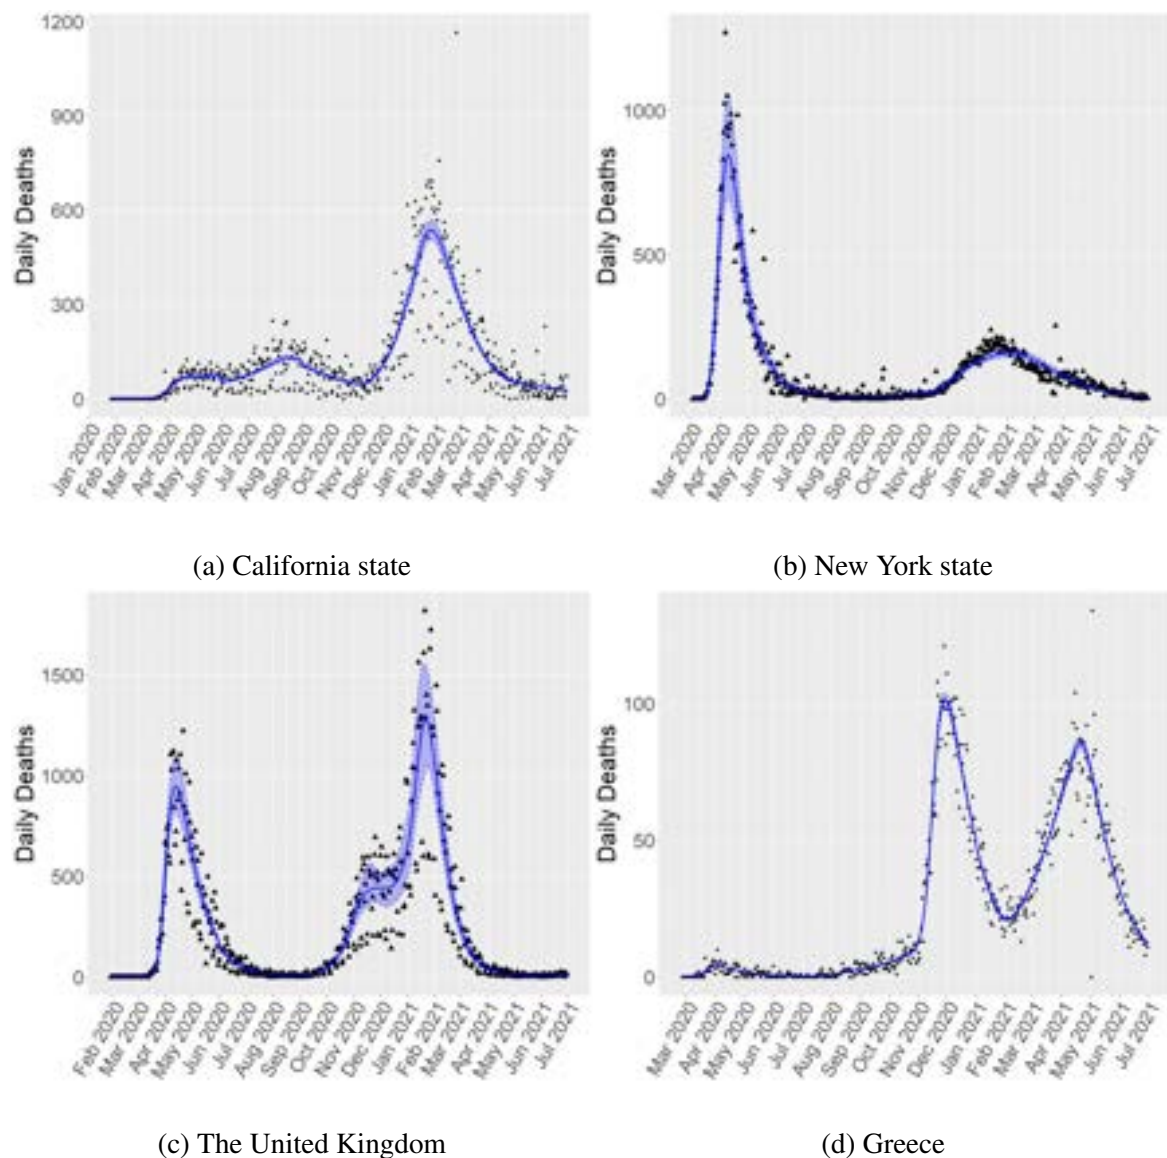 1200
900
600
300
0
Daily Deaths
Jan 2020
Feb 2020
Mar 2020
Apr 2020
May 2020
Jun 2020
Jul 2020
Aug 2020
Sep 2020
Oct 2020
Nov 2020
Dec 2020
Jan 2021
Feb 2021
Mar 2021
Apr 2021
May 2021
Jun 2021
Jul 2021
(a) California state
1000
500
0
Daily Deaths
Mar 2020
Apr 2020
May 2020
Jun 2020
Jul 2020
Aug 2020
Sep 2020
Oct 2020
Nov 2020
Dec 2020
Jan 2021
Feb 2021
Mar 2021
Apr 2021
May 2021
Jun 2021
Jul 2021
(b) New York state
1500
1000
500
0
Daily Deaths
Feb 2020
Mar 2020
Apr 2020
May 2020
Jun 2020
Jul 2020
Aug 2020
Sep 2020
Oct 2020
Nov 2020
Dec 2020
Jan 2021
Feb 2021
Mar 2021
Apr 2021
May 2021
Jun 2021
Jul 2021
(c) The United Kingdom
100
50
0
Daily Deaths
Mar 2020
Apr 2020
May 2020
Jun 2020
Jul 2020
Aug 2020
Sep 2020
Oct 2020
Nov 2020
Dec 2020
Jan 2021
Feb 2021
Mar 2021
Apr 2021
May 2021
Jun 2021
Jul 2021
(d) Greece